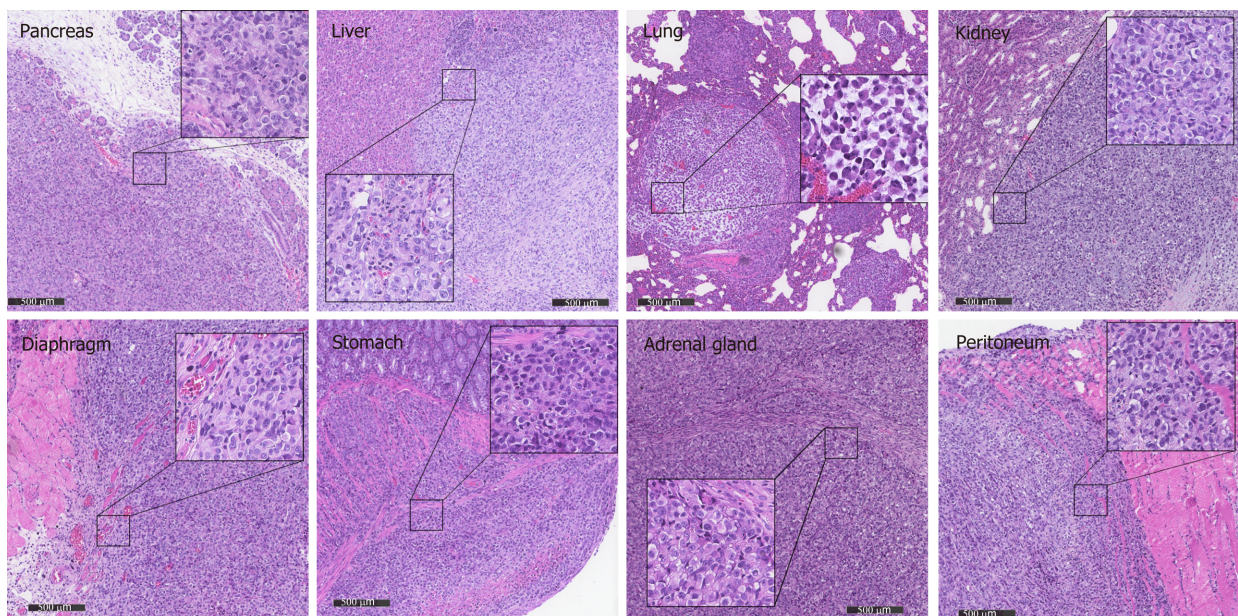 Pancreas
Liver
Lung
Kidney
500 µm
500 µm
500 µm
500 µm
Diaphragm
Stomach
Adrenal gland
Peritoneum
500 µm
500 µm
500 µm
500 µm